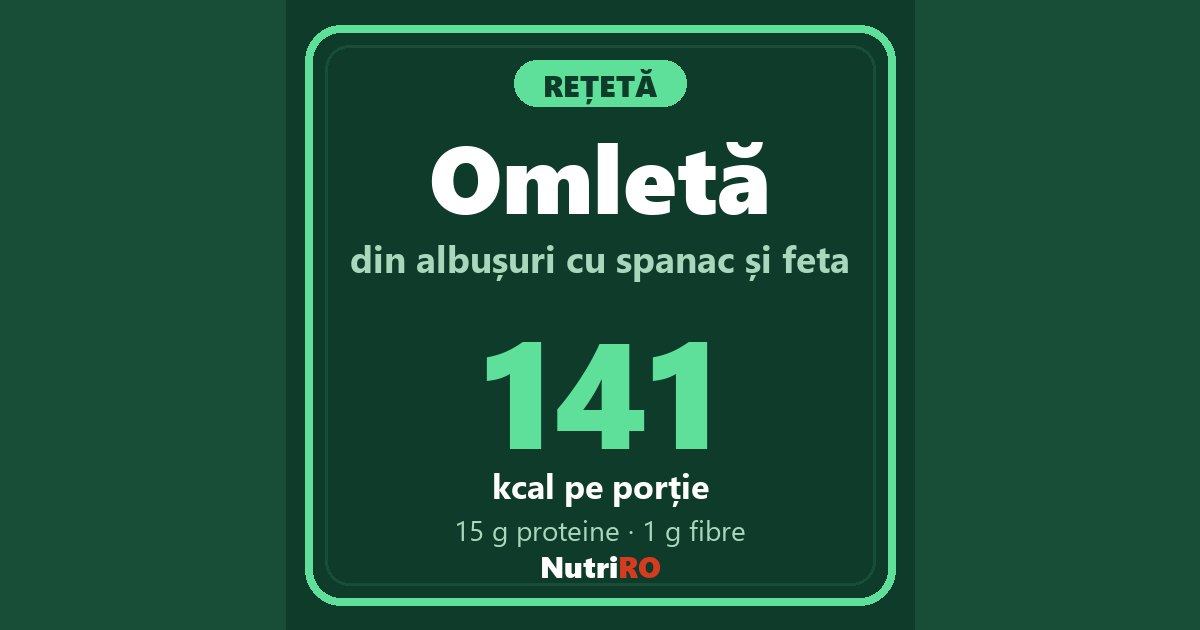 REȚETĂ
Omletă
din albușuri cu spanac și feta
141
kcal pe porție
15 g proteine · 1 g fibre
NutriRO